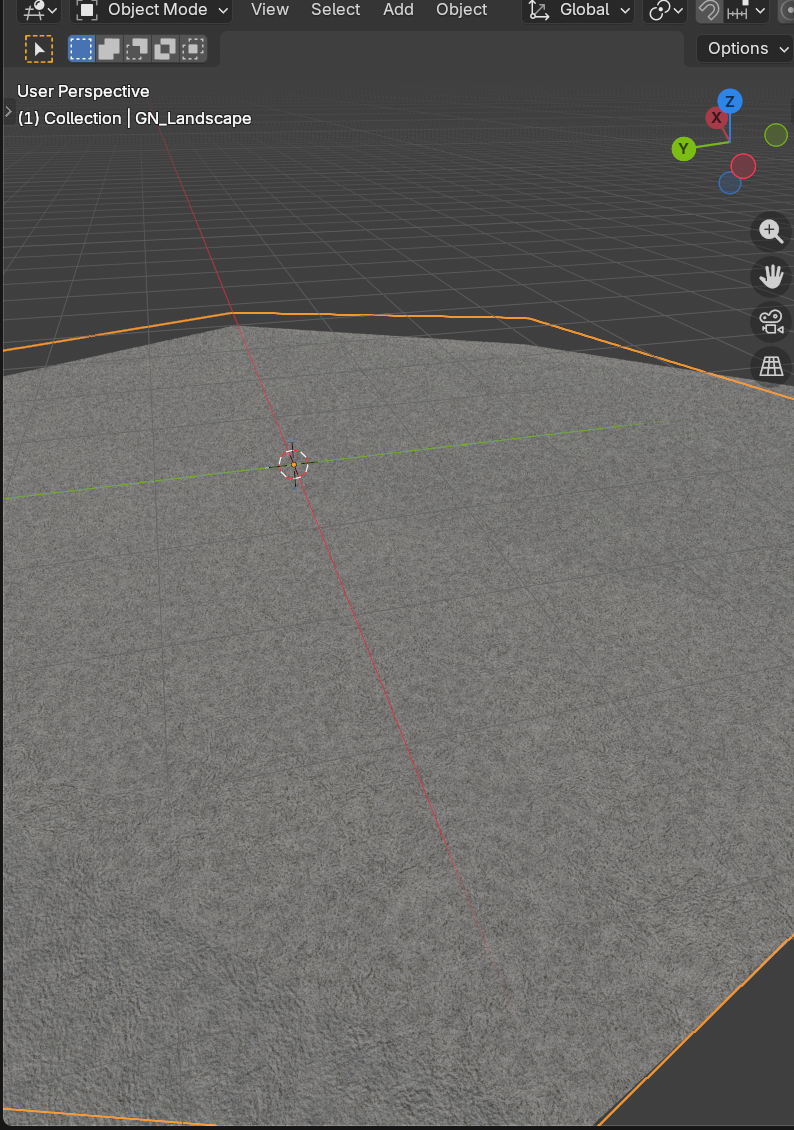 Object Mode View Select Add Object Global
Options
User Perspective
(1) Collection | GN_Landscape
Z
X
Y